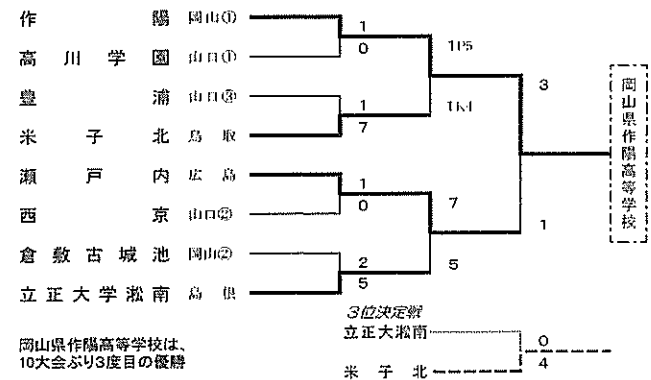 作陽 岡山①
高川学園 山口①
豊浦 山口③
米子北 鳥取
瀬戸内 広島
西京 山口②
倉敷古城池 岡山②
立正大学淞南 島根
1
0
1
7
1
0
2
5
1P5
1K4
7
5
3
1
岡山県作陽高等学校
岡山県作陽高等学校は、
10大会ぶり3度目の優勝
3位決定戦
立正大淞南
米子北
0
4